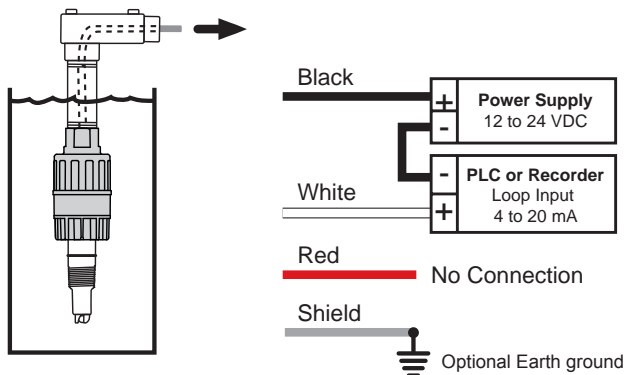 Black
+
Power Supply
-
12 to 24 VDC
-
PLC or Recorder
Loop Input
White
+
4 to 20 mA
Red
No Connection
Shield
Optional Earth ground